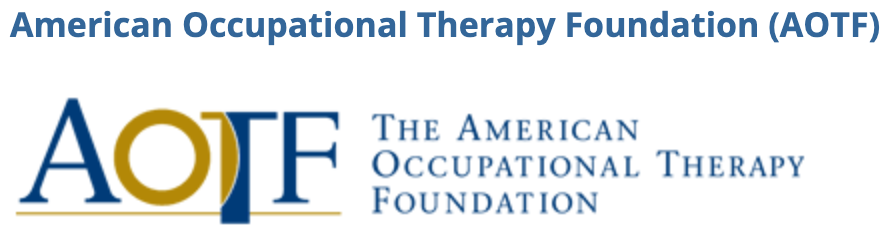 American Occupational Therapy Foundation (AOTF)
AOTF
The American
Occupational Therapy
Foundation